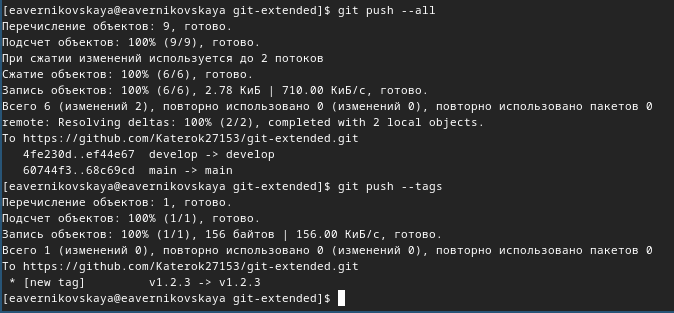 [eavernikovskaya@eavernikovskaya git-extended]$ git push --all
Перечисление объектов: 9, готово.
Подсчет объектов: 100% (9/9), готово.
При сжатии изменений используется до 2 потоков
Сжатие объектов: 100% (6/6), готово.
Запись объектов: 100% (6/6), 2.78 КиБ | 710.00 КиБ/с, готово.
Всего 6 (изменений 2), повторно использовано 0 (изменений 0), повторно использовано пакетов 0
remote: Resolving deltas: 100% (2/2), completed with 2 local objects.
To https://github.com/Katerok27153/git-extended.git
   4fe230d..ef44e67  develop -> develop
   60744f3..68c69cd  main -> main
[eavernikovskaya@eavernikovskaya git-extended]$ git push --tags
Перечисление объектов: 1, готово.
Подсчет объектов: 100% (1/1), готово.
Запись объектов: 100% (1/1), 156 байтов | 156.00 КиБ/с, готово.
Всего 1 (изменений 0), повторно использовано 0 (изменений 0), повторно использовано пакетов 0
To https://github.com/Katerok27153/git-extended.git
 * [new tag]         v1.2.3 -> v1.2.3
[eavernikovskaya@eavernikovskaya git-extended]$